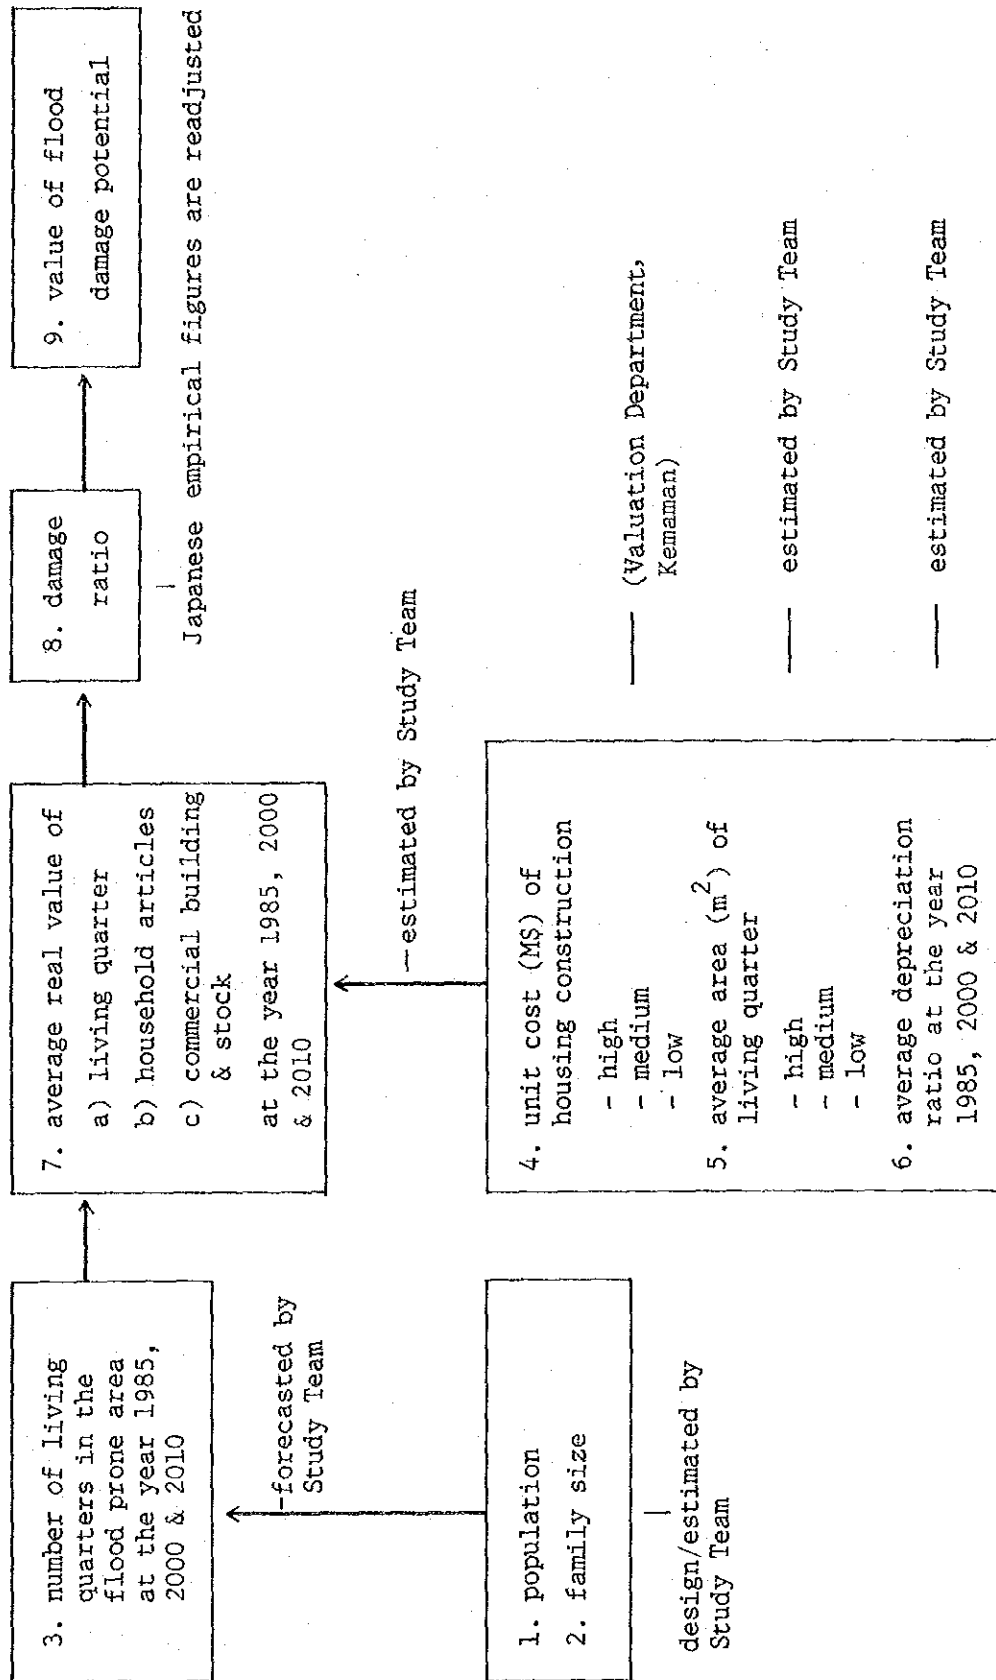 3. number of living
quarters in the
flood prone area
at the year 1985,
2000 & 2010
forecasted by
Study Team
1. population
2. family size
design/estimated by
Study Team
7. average real value of
a) living quarter
b) household articles
c) commercial building
& stock
at the year 1985, 2000
& 2010
estimated by Study Team
4. unit cost (M$) of
housing construction
- high
- medium
- low
5. average area (m²) of
living quarter
- high
- medium
- low
6. average depreciation
ratio at the year
1985, 2000 & 2010
(Valuation Department,
Kemaman)
estimated by Study Team
estimated by Study Team
8. damage
ratio
Japanese empirical figures are readjusted
9. value of flood
damage potential